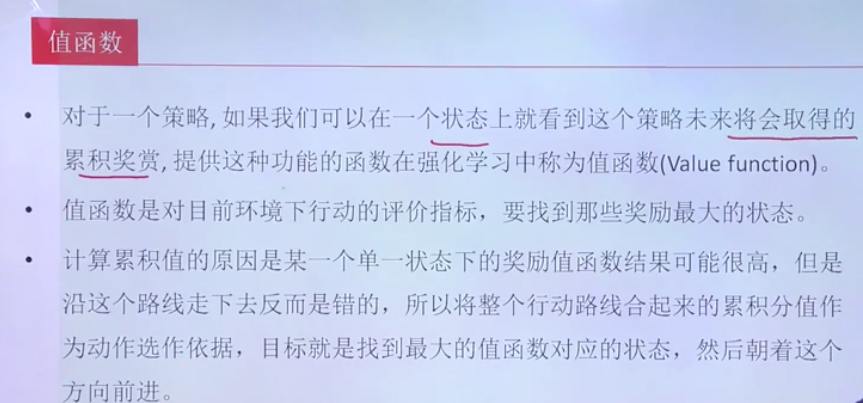 值函数
• 对于一个策略, 如果我们可以在一个状态上就看到这个策略未来将会取得的
累积奖赏, 提供这种功能的函数在强化学习中称为值函数(Value function)。
• 值函数是对目前环境下行动的评价指标，要找到那些奖励最大的状态。
• 计算累积值的原因是某一个单一状态下的奖励值函数结果可能很高，但是
沿这个路线走下去反而是错的，所以将整个行动路线合起来的累积分值作
为动作选作依据，目标就是找到最大的值函数对应的状态，然后朝着这个
方向前进。